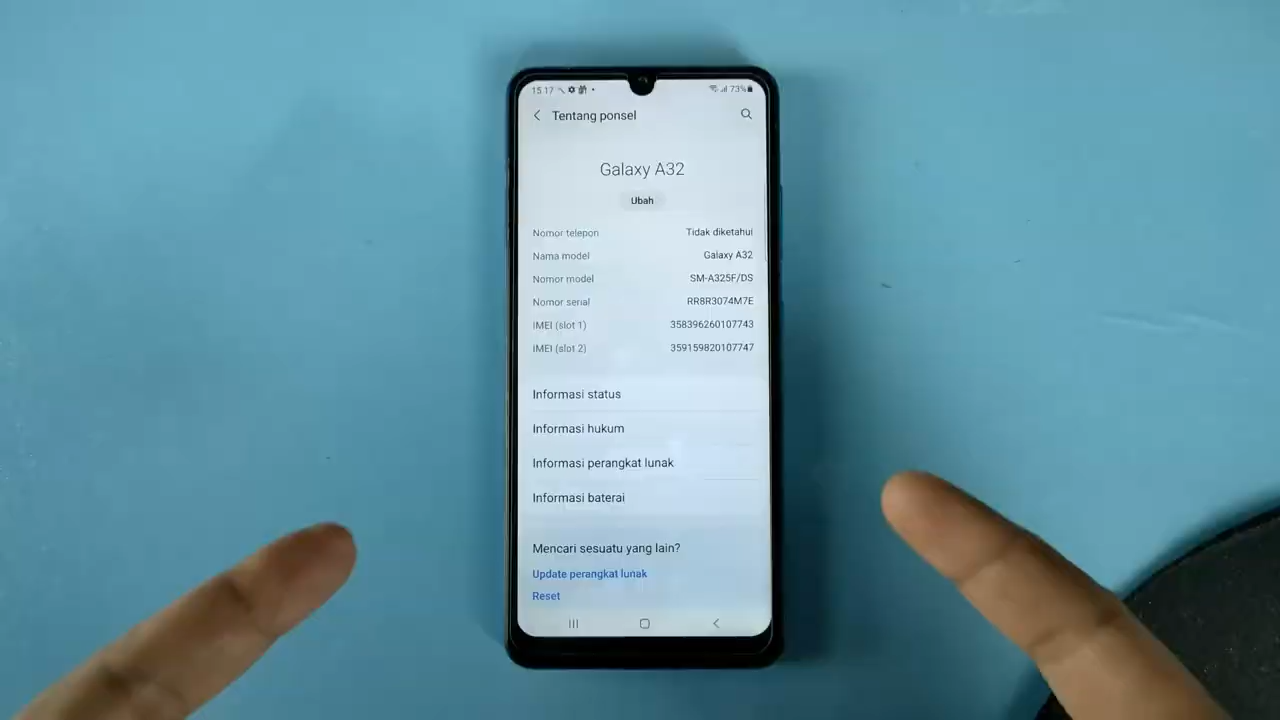 15.17
73%
Tentang ponsel
Galaxy A32
Ubah
Nomor telepon Tidak diketahui
Nama model Galaxy A32
Nomor model SM-A325F/DS
Nomor serial RR8R3074M7E
IMEI (slot 1) 358396260107743
IMEI (slot 2) 359159820107747
Informasi status
Informasi hukum
Informasi perangkat lunak
Informasi baterai
Mencari sesuatu yang lain?
Update perangkat lunak
Reset